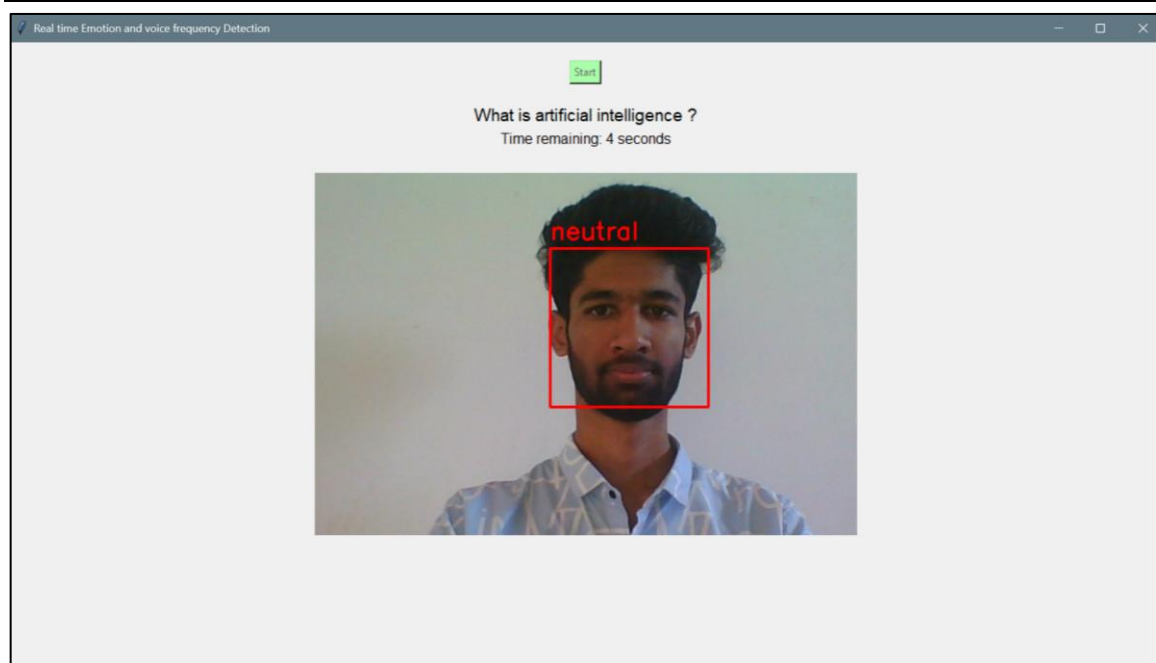 Real time Emotion and voice frequency Detection
Start
What is artificial intelligence ?
Time remaining: 4 seconds
neutral